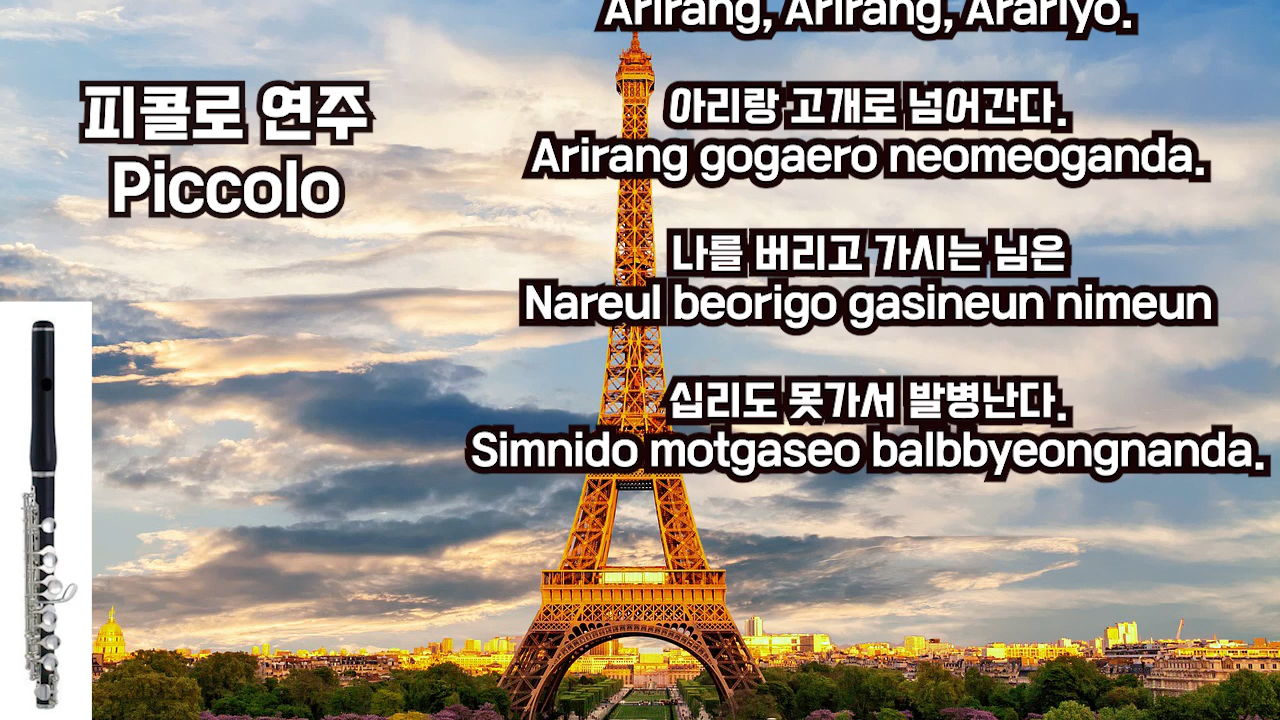 Arirang, Arirang, Arariyo.
피콜로 연주
Piccolo
아리랑 고개로 넘어간다.
Arirang gogaero neomeoganda.
나를 버리고 가시는 님은
Nareul beorigo gasineun nimeun
십리도 못가서 발병난다.
Simnido motgaseo balbbyeongnanda.